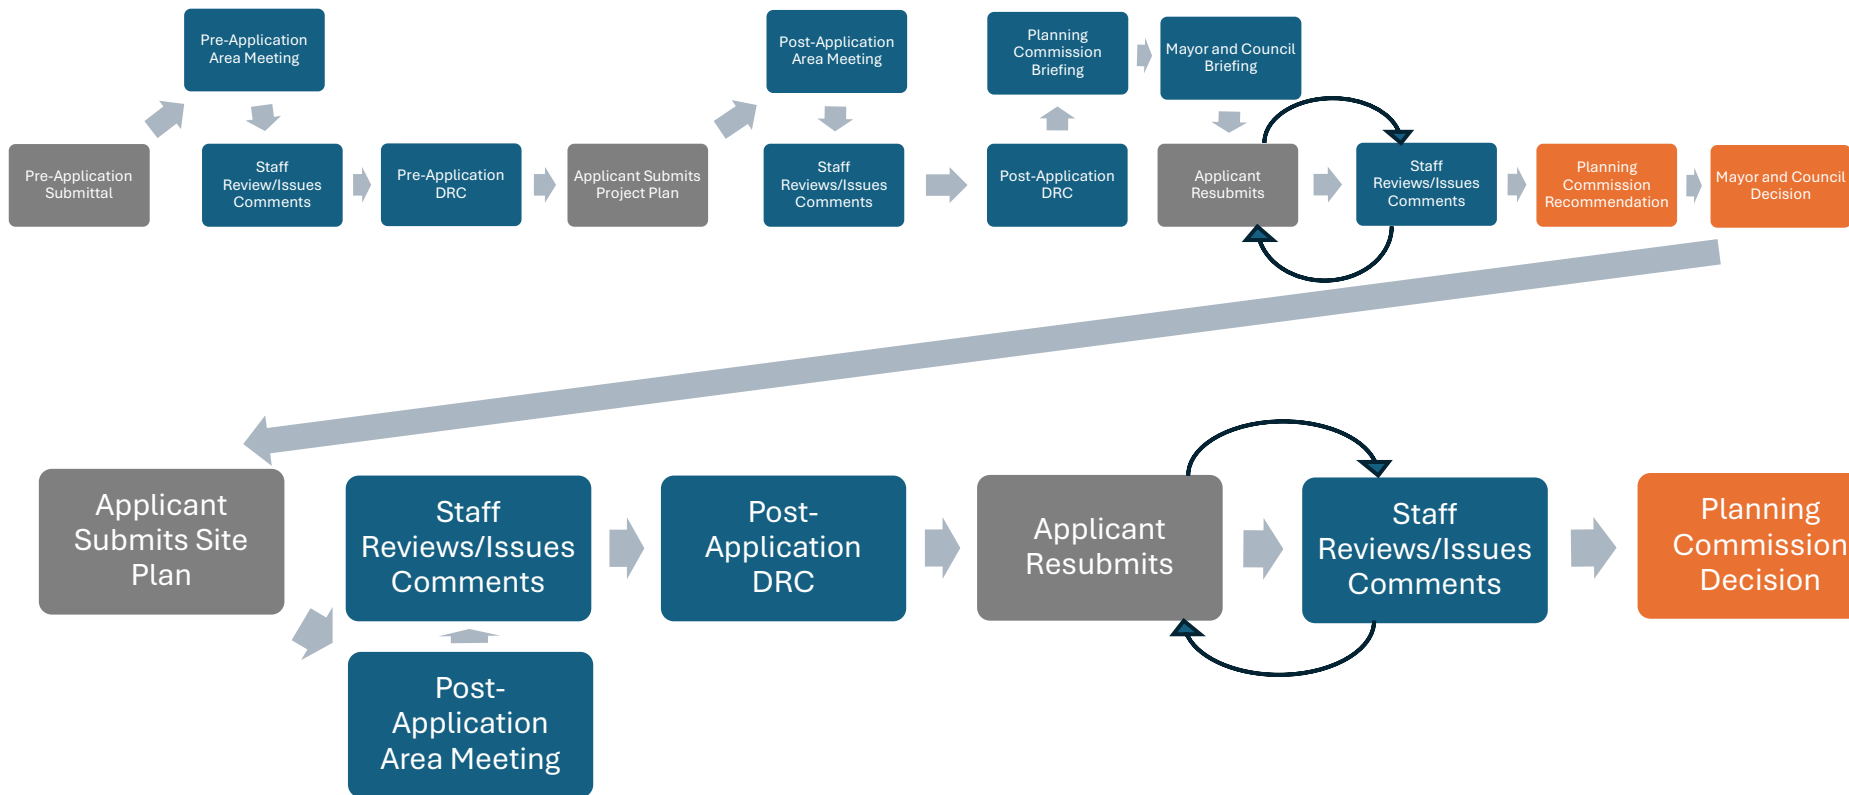 Pre-Application
Area Meeting
Post-Application
Area Meeting
Planning
Commission
Briefing
Mayor and Council
Briefing
Pre-Application
Submittal
Staff
Review/Issues
Comments
Pre-Application
DRC
Applicant Submits
Project Plan
Staff
Reviews/Issues
Comments
Post-Application
DRC
Applicant
Resubmits
Staff
Reviews/Issues
Comments
Planning
Commission
Recommendation
Mayor and Council
Decision
Applicant
Submits Site
Plan
Staff
Reviews/Issues
Comments
Post-
Application
DRC
Applicant
Resubmits
Staff
Reviews/Issues
Comments
Planning
Commission
Decision
Post-
Application
Area Meeting